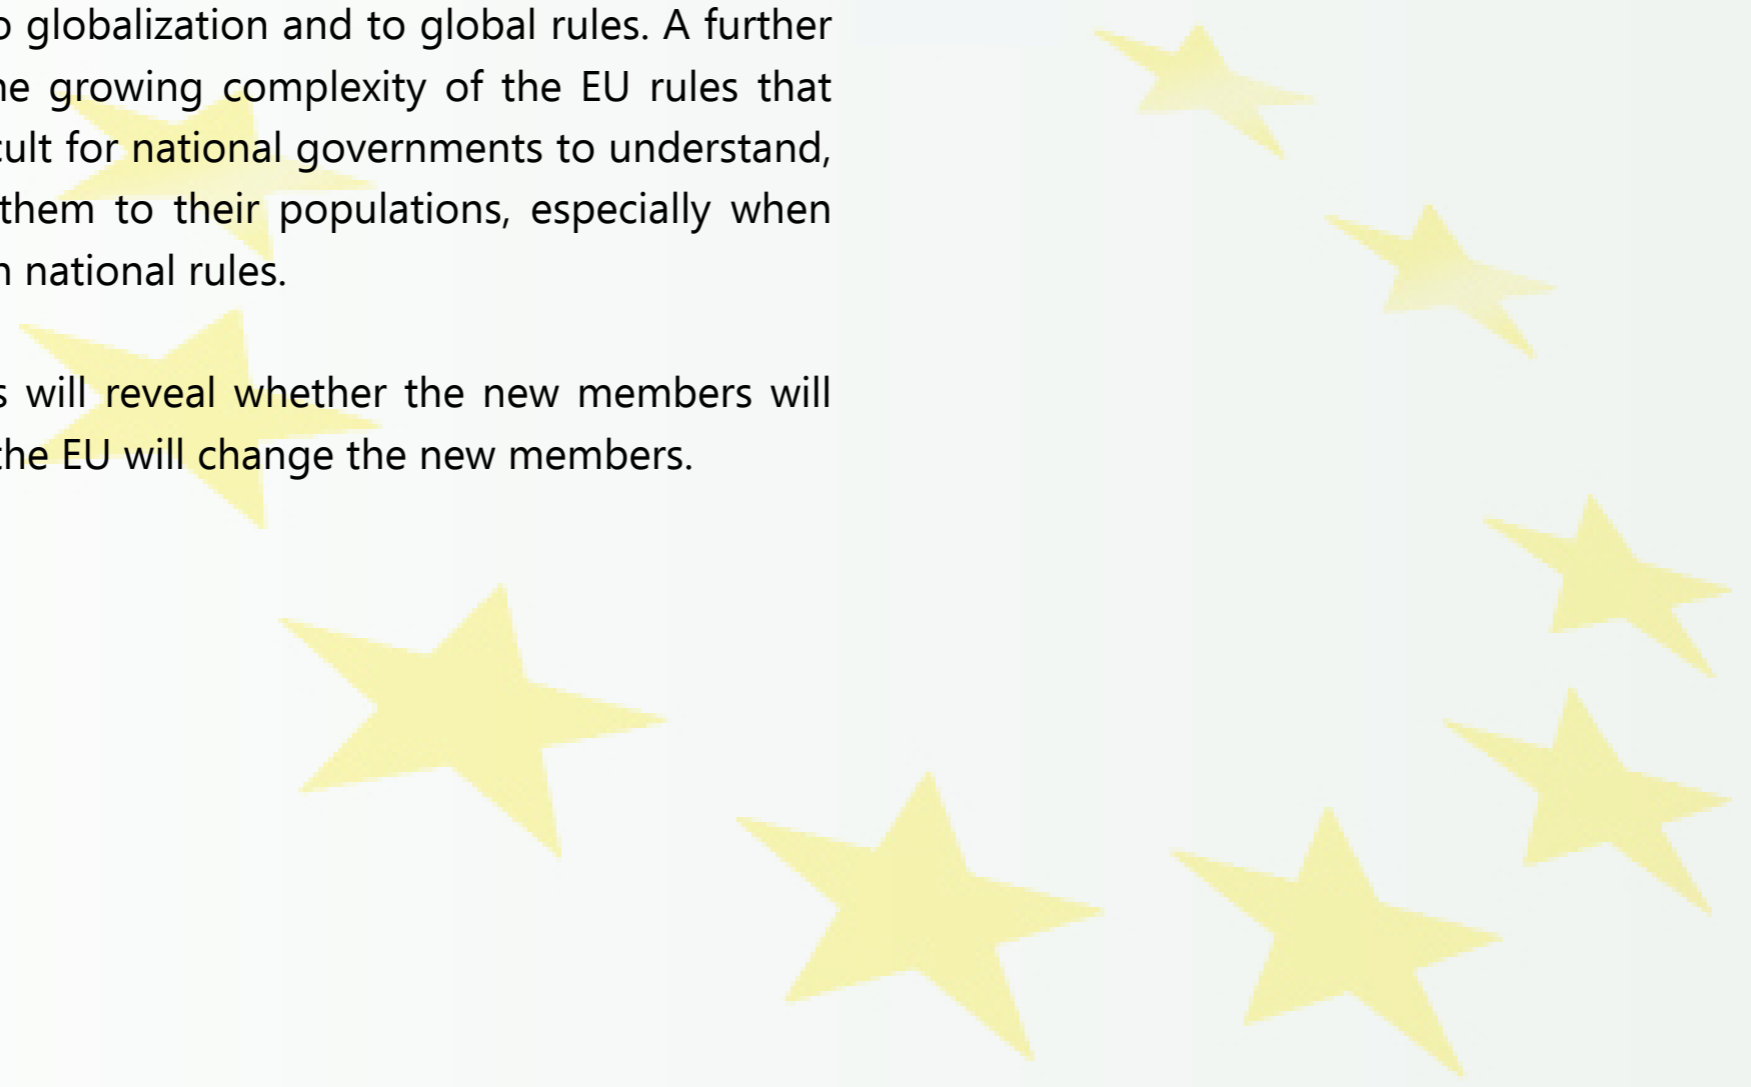 globalization and to global rules. A further
growing complexity of the EU rules that
for national governments to understand,
them to their populations, especially when
national rules.
will reveal whether the new members will
the EU will change the new members.